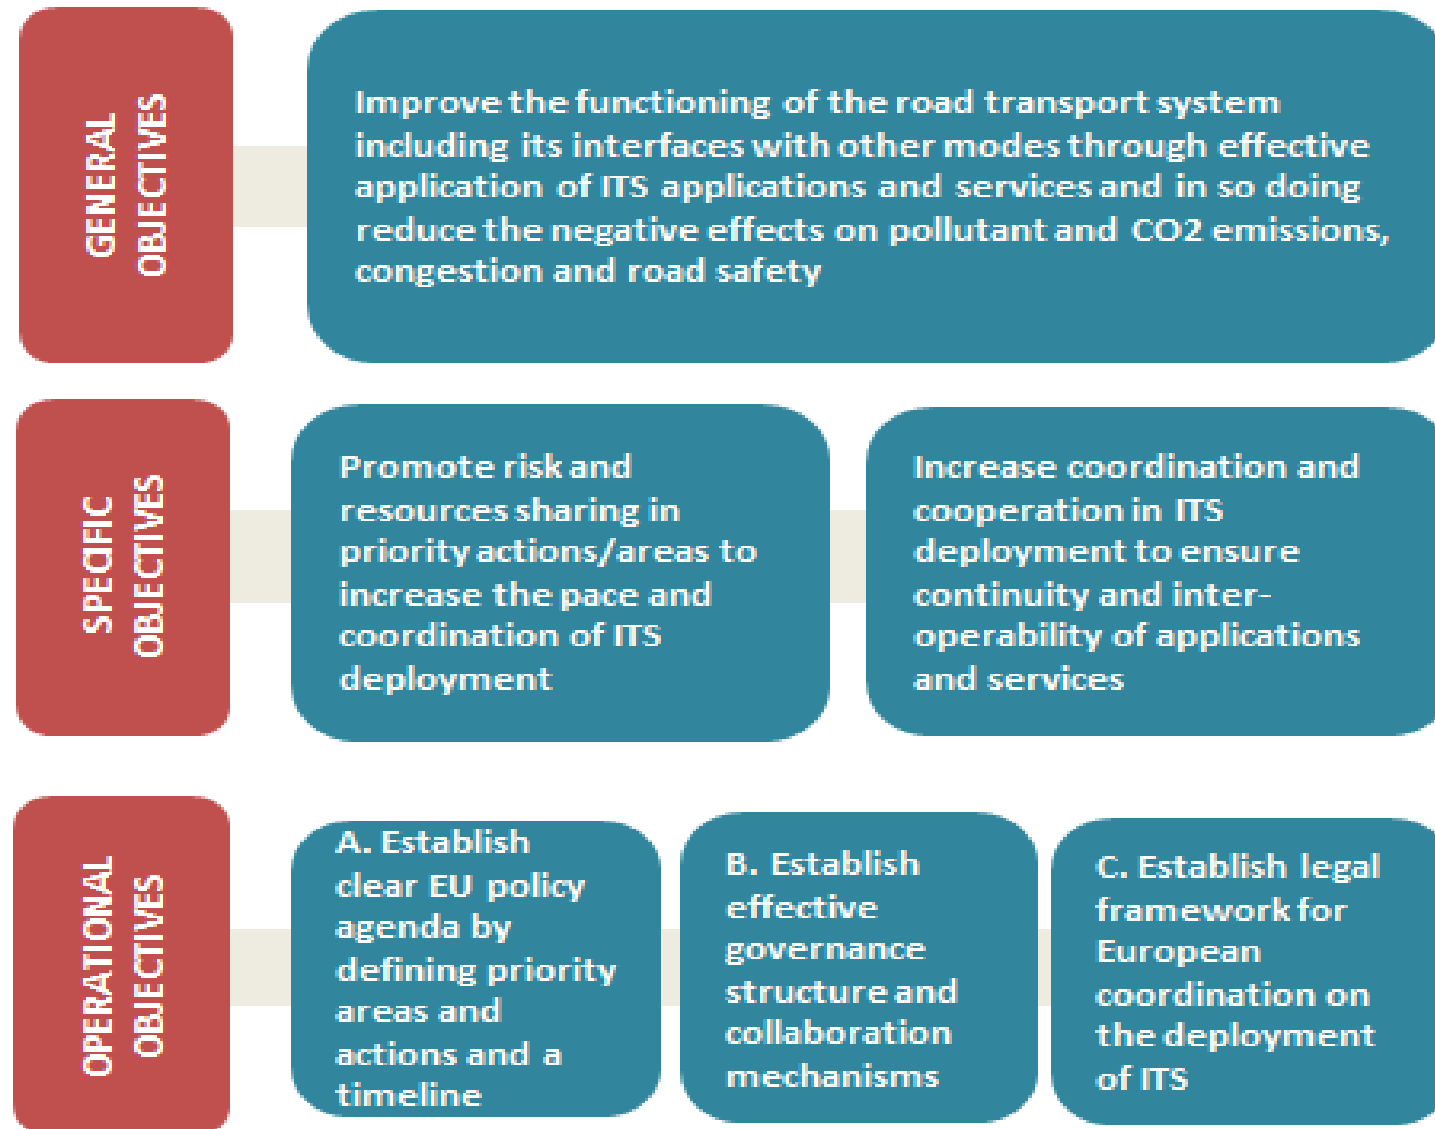 GENERAL
OBJECTIVES
Improve the functioning of the road transport system
including its interfaces with other modes through effective
application of ITS applications and services and in so doing
reduce the negative effects on pollutant and CO2 emissions,
congestion and road safety
SPECIFIC
OBJECTIVES
Promote risk and
resources sharing in
priority actions/areas to
increase the pace and
coordination of ITS
deployment
Increase coordination and
cooperation in ITS
deployment to ensure
continuity and inter-
operability of applications
and services
OPERATIONAL
OBJECTIVES
A. Establish
clear EU policy
agenda by
defining priority
areas and
actions and a
timeline
B. Establish
effective
governance
structure and
collaboration
mechanisms
C. Establish legal
framework for
European
coordination on
the deployment
of ITS